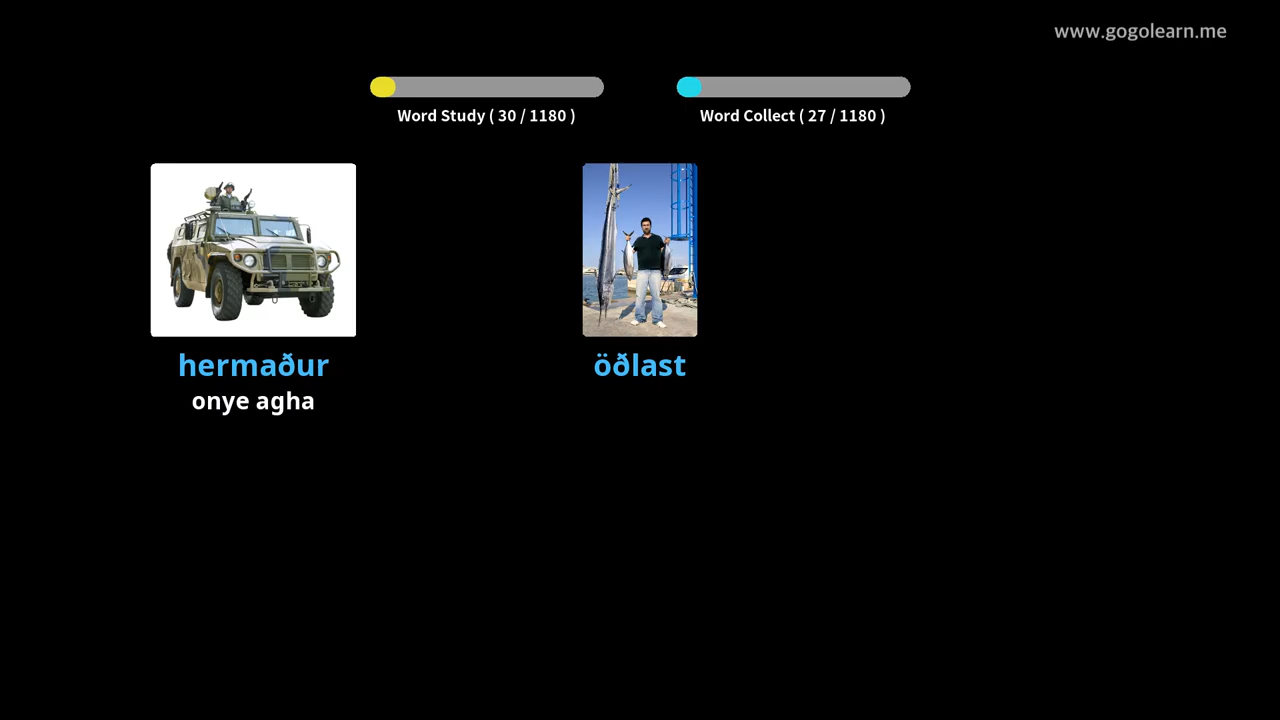 www.gogolearn.me
Word Study ( 30 / 1180 )
Word Collect ( 27 / 1180 )
hermaður
onye agha
öðlast